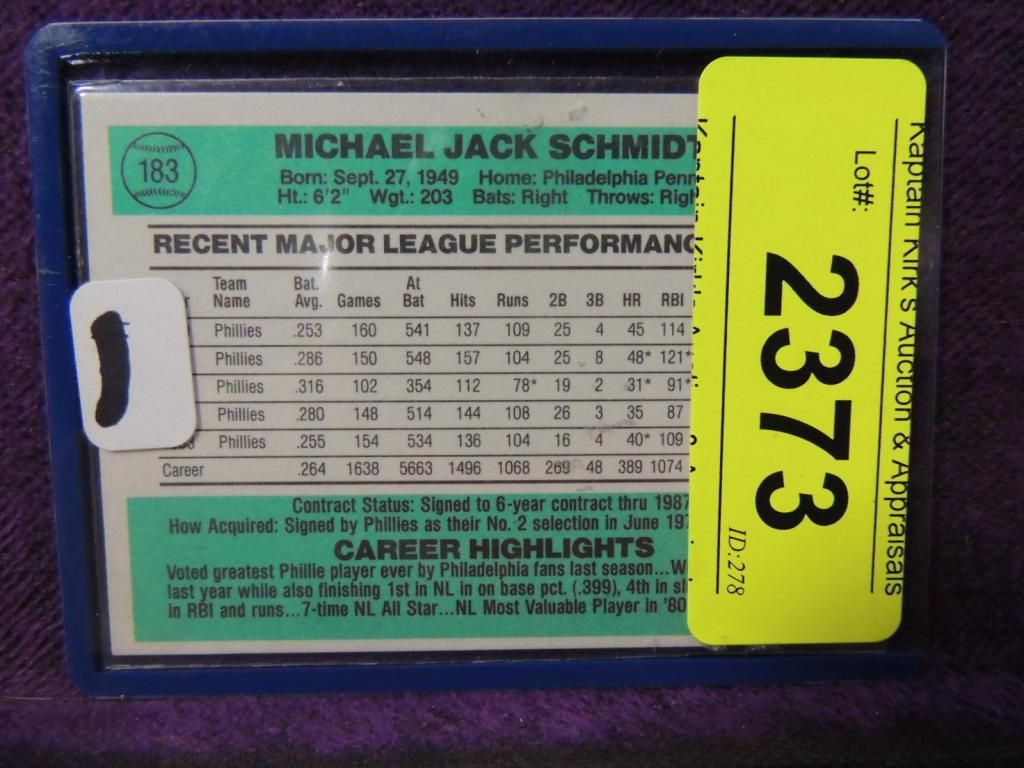 183
MICHAEL JACK SCHMIDT
Born: Sept. 27, 1949 Home: Philadelphia Penn
Ht.: 6'2" Wgt.: 203 Bats: Right Throws: Righ
RECENT MAJOR LEAGUE PERFORMANC
Team Name Bat. Avg. Games At Bat Hits Runs 2B 3B HR RBI
Phillies .253 160 541 137 109 25 4 45 114
Phillies .286 150 548 157 104 25 8 48* 121*
Phillies .316 102 354 112 78* 19 2 31* 91*
Phillies .280 148 514 144 108 26 3 35 87
Phillies .255 154 534 136 104 16 4 40* 109
Career .264 1638 5663 1496 1068 269 48 389 1074
Contract Status: Signed to 6-year contract thru 1987
How Acquired: Signed by Phillies as their No. 2 selection in June 197
CAREER HIGHLIGHTS
Voted greatest Phillie player ever by Philadelphia fans last season...W
last year while also finishing 1st in NL in on base pct. (.399), 4th in sl
in RBI and runs...7-time NL All Star...NL Most Valuable Player in '80
Kaptain Kirk's Auction & Appraisals
Lot#:
2373
ID:278